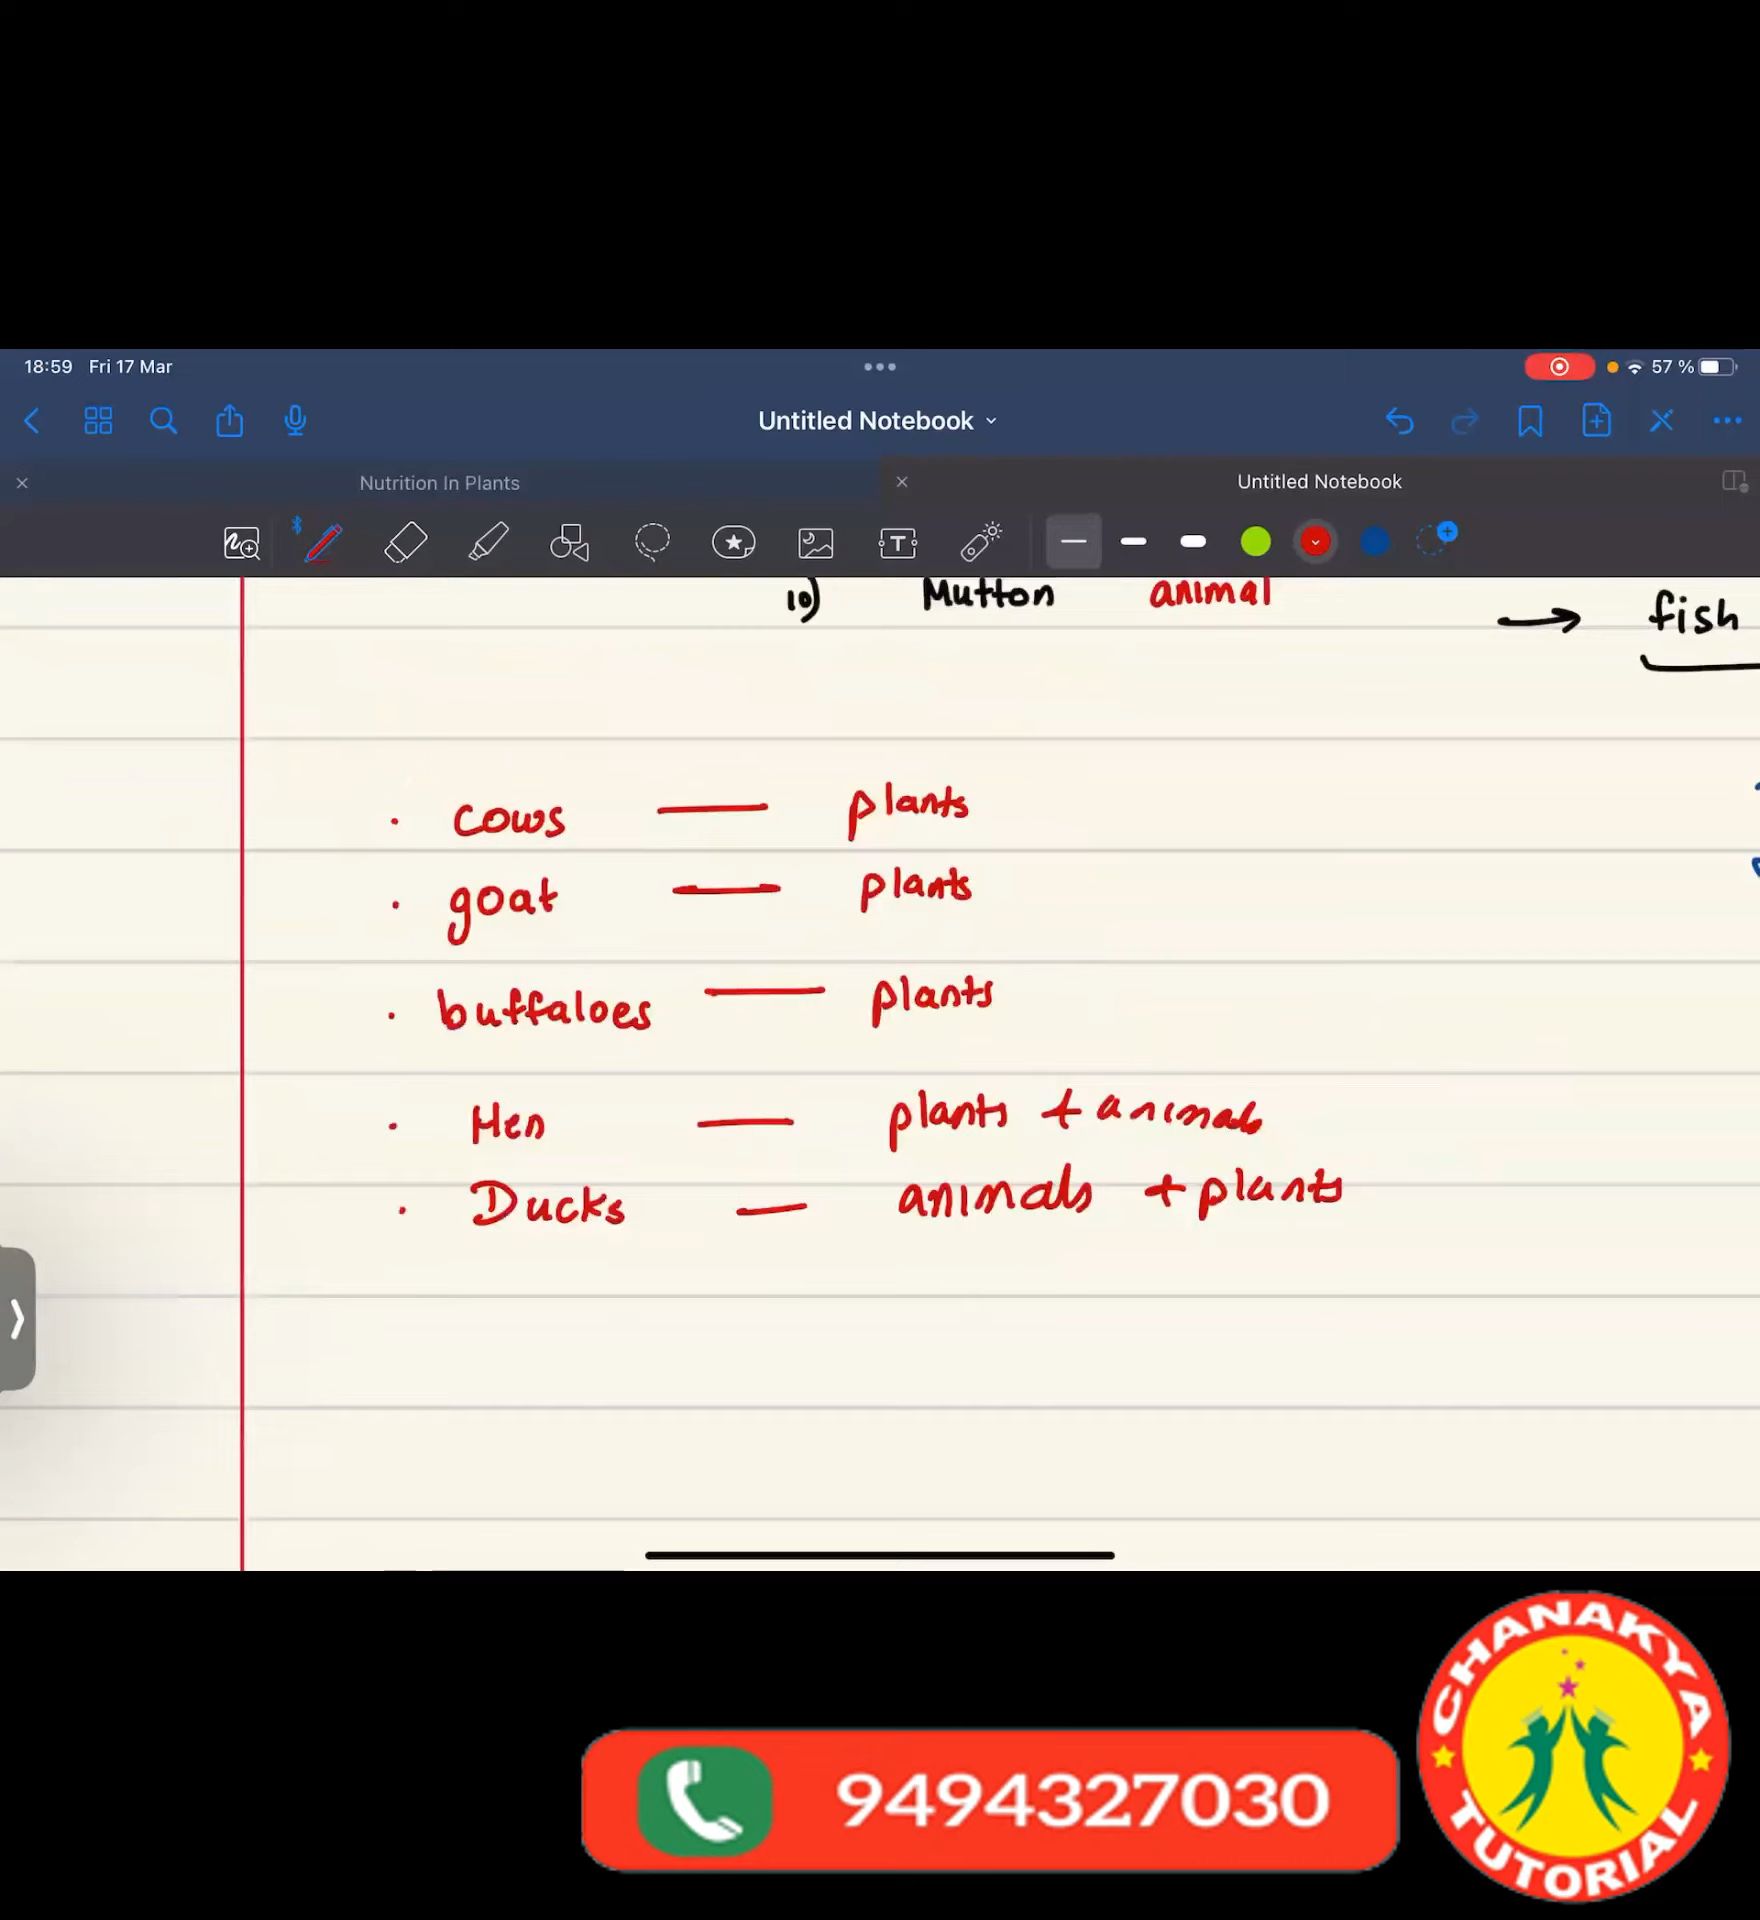 18:59 Fri 17 Mar 57 %
Untitled Notebook
Nutrition In Plants Untitled Notebook
T
10) Mutton animal
→ fish
· cows — plants
· goat — plants
· buffaloes — plants
· Hen — plants + animals
· Ducks — animals + plants
9494327030
CHANAKYA TUTORIAL